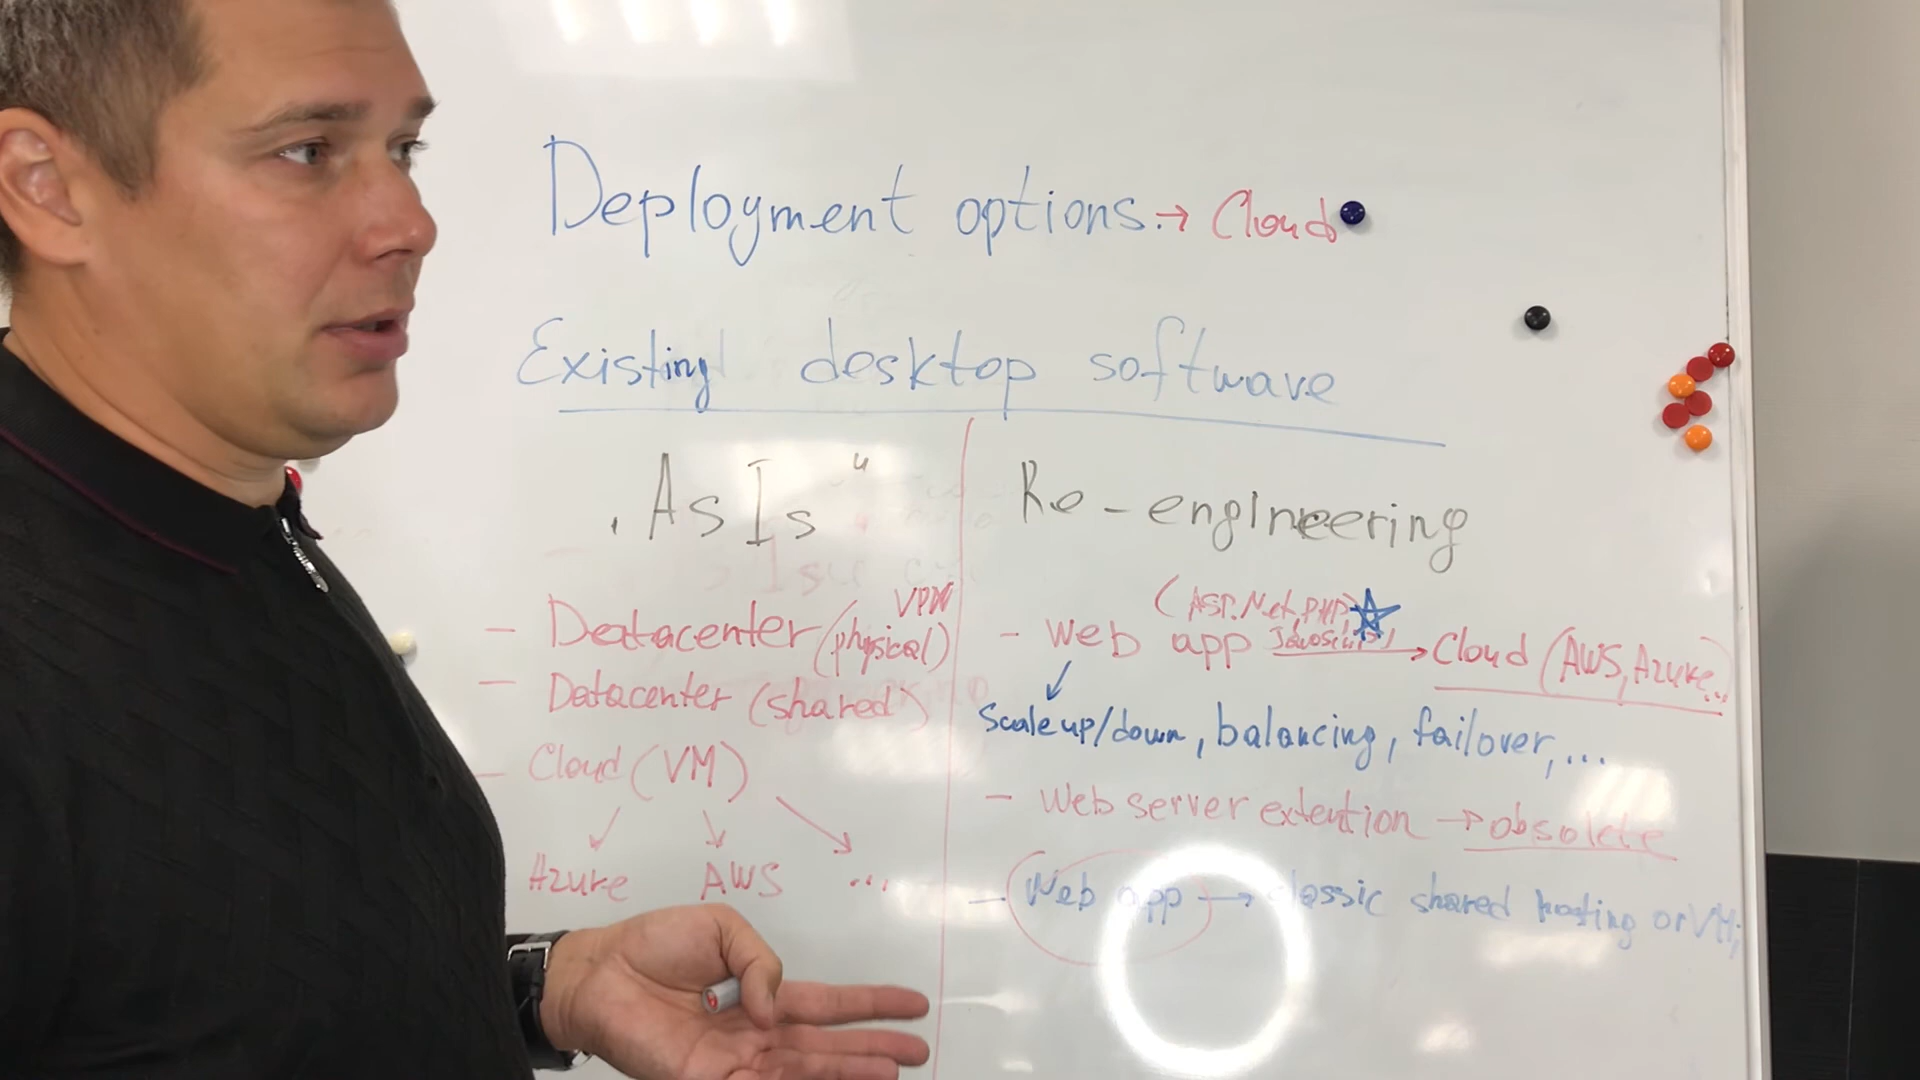 Deployment options → Cloud
Existing desktop software
"As Is"
- Datacenter (physical) VPN
- Datacenter (shared)
- Cloud (VM)
Azure AWS ...
Re-engineering
(ASP.Net, PHP,
- Web app JavaScript) → Cloud (AWS, Azure...)
Scale up/down, balancing, failover, ...
- Web server extention → obsolete
- Web app → classic shared hosting or VM;